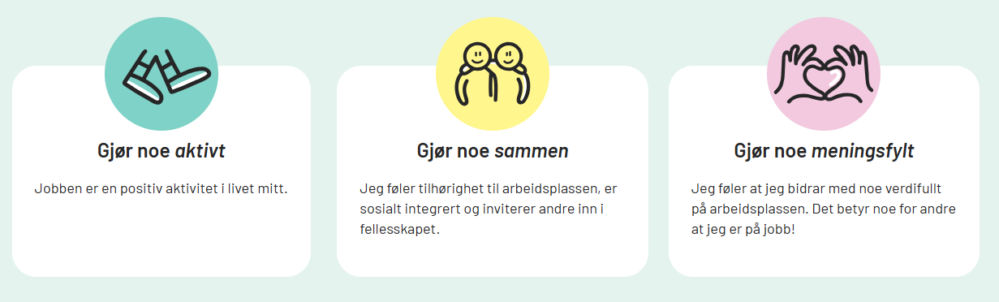 Gjør noe aktivt
Jobben er en positiv aktivitet i livet mitt.
Gjør noe sammen
Jeg føler tilhørighet til arbeidsplassen, er
sosialt integrert og inviterer andre inn i
fellesskapet.
Gjør noe meningsfylt
Jeg føler at jeg bidrar med noe verdifullt
på arbeidsplassen. Det betyr noe for andre
at jeg er på jobb!